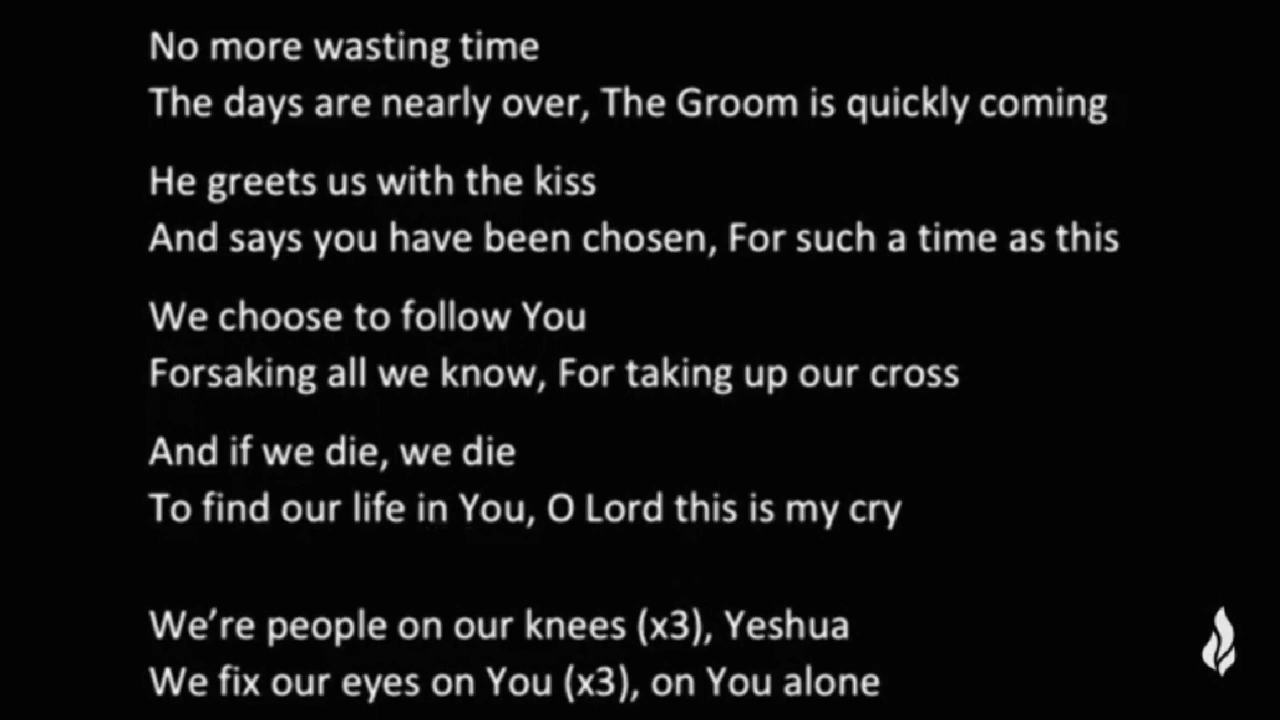 No more wasting time
The days are nearly over, The Groom is quickly coming
He greets us with the kiss
And says you have been chosen, For such a time as this
We choose to follow You
Forsaking all we know, For taking up our cross
And if we die, we die
To find our life in You, O Lord this is my cry
We’re people on our knees (x3), Yeshua
We fix our eyes on You (x3), on You alone